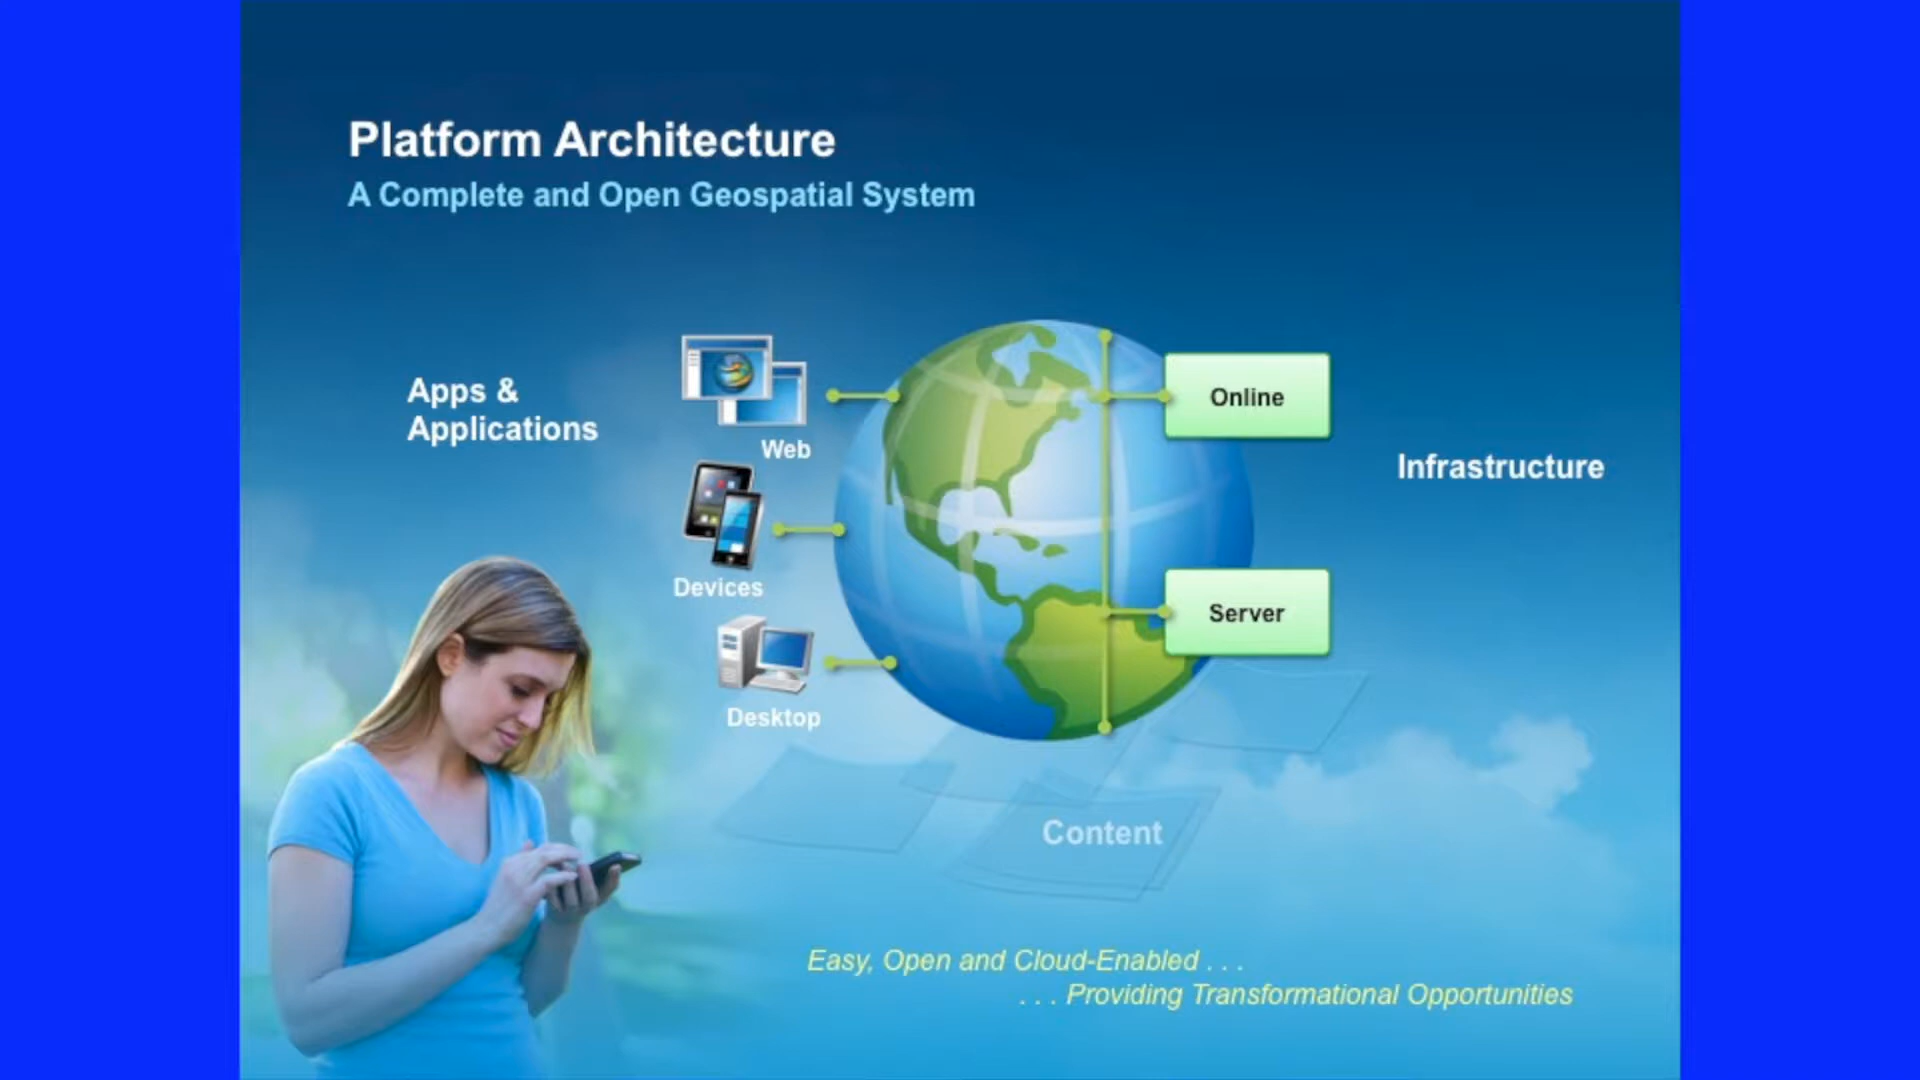 Platform Architecture
A Complete and Open Geospatial System
Apps &
Applications
Web
Devices
Desktop
Online
Server
Infrastructure
Content
Easy, Open and Cloud-Enabled . . .
. . . Providing Transformational Opportunities